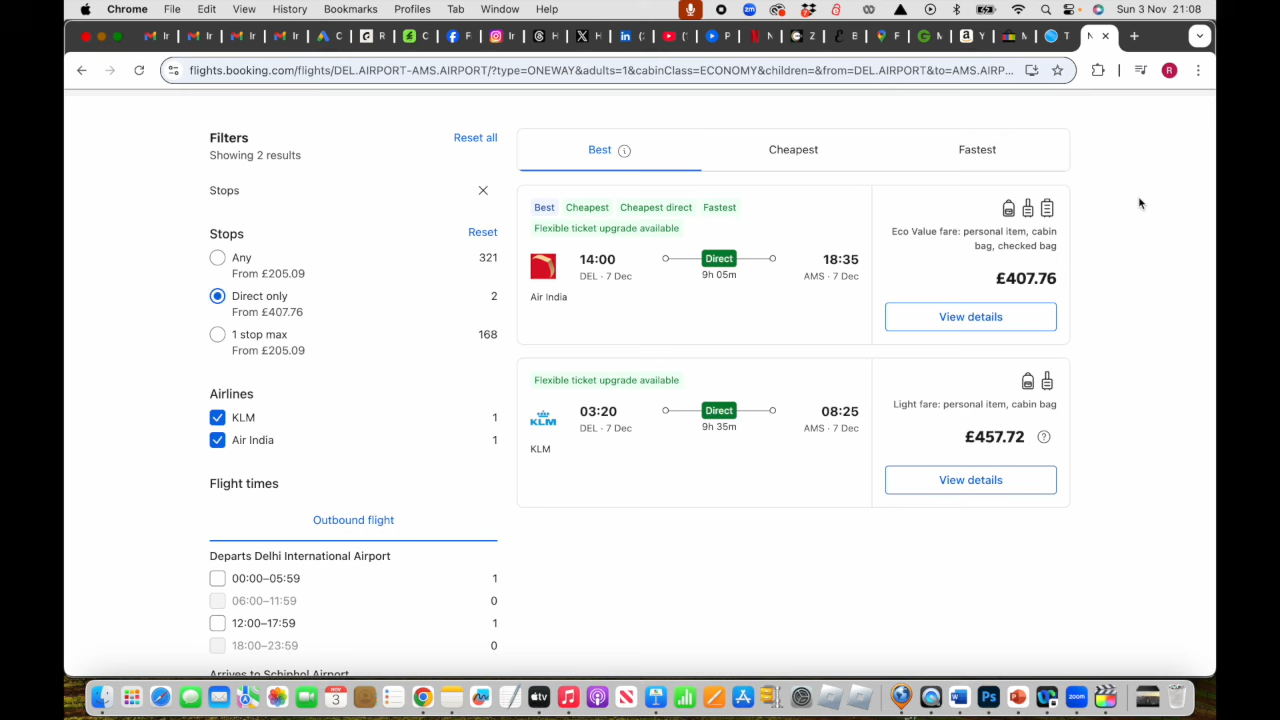 Chrome File Edit View History Bookmarks Profiles Tab Window Help Sun 3 Nov 21:08
flights.booking.com/flights/DEL.AIRPORT-AMS.AIRPORT/?type=ONEWAY&adults=1&cabinClass=ECONOMY&children=&from=DEL.AIRPORT&to=AMS.AIRP... R
Filters
Reset all
Showing 2 results
Stops
Stops
Reset
Any 321
From £205.09
Direct only 2
From £407.76
1 stop max 168
From £205.09
Airlines
KLM 1
Air India 1
Flight times
Outbound flight
Departs Delhi International Airport
00:00–05:59 1
06:00–11:59 0
12:00–17:59 1
18:00–23:59 0
Arrives to Schiphol Airport
Best Cheapest Fastest
Best Cheapest Cheapest direct Fastest
Flexible ticket upgrade available
14:00 Direct 18:35
DEL · 7 Dec 9h 05m AMS · 7 Dec
Air India
Eco Value fare: personal item, cabin
bag, checked bag
£407.76
View details
Flexible ticket upgrade available
03:20 Direct 08:25
DEL · 7 Dec 9h 35m AMS · 7 Dec
KLM
KLM
Light fare: personal item, cabin bag
£457.72
View details